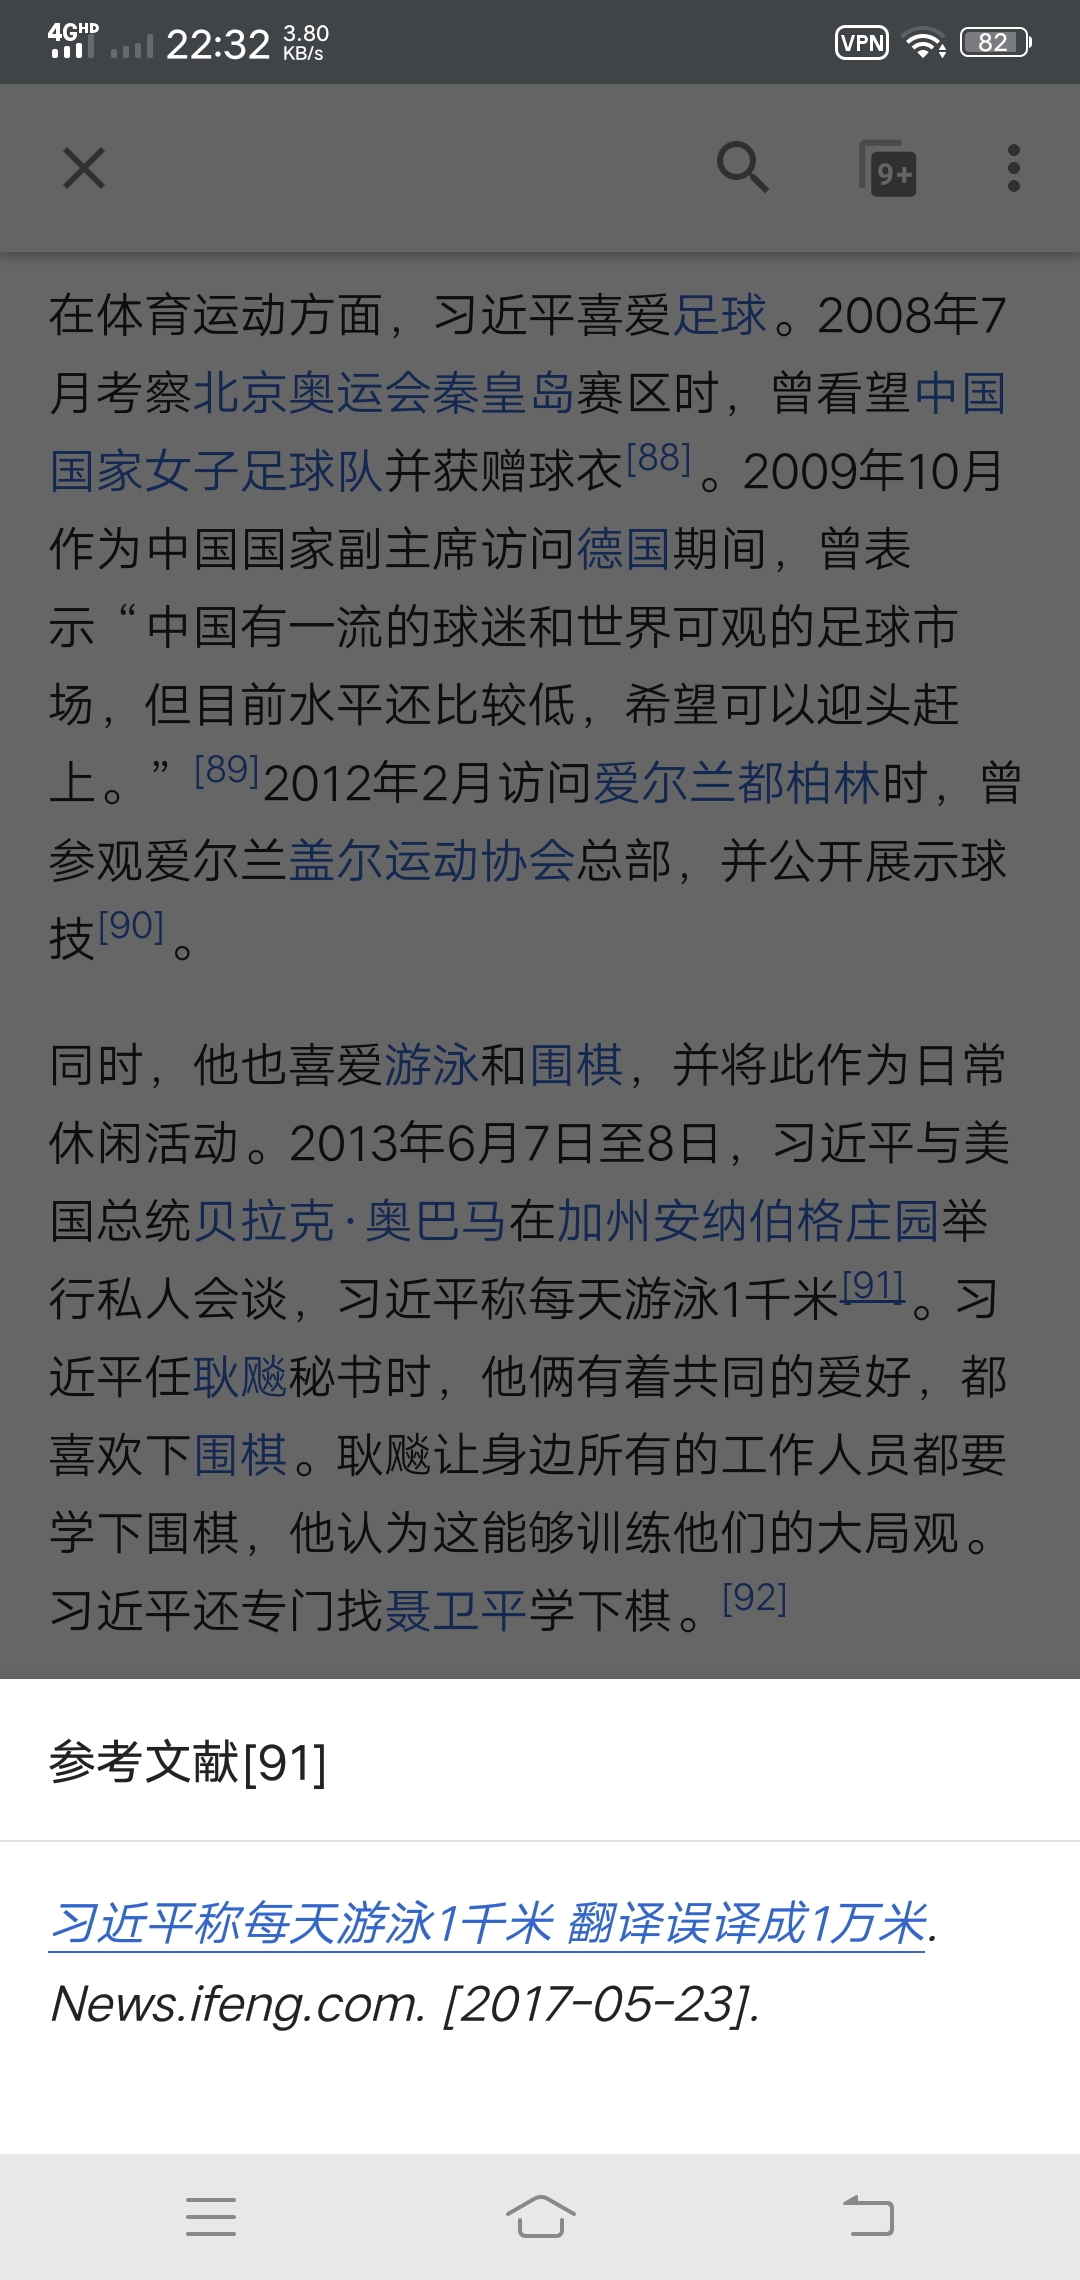 4GHD 22:32 3.80 KB/s VPN 82
9+
在体育运动方面，习近平喜爱足球。2008年7
月考察北京奥运会秦皇岛赛区时，曾看望中国
国家女子足球队并获赠球衣[88]。2009年10月
作为中国国家副主席访问德国期间，曾表
示“中国有一流的球迷和世界可观的足球市
场，但目前水平还比较低，希望可以迎头赶
上。”[89]2012年2月访问爱尔兰都柏林时，曾
参观爱尔兰盖尔运动协会总部，并公开展示球
技[90]。
同时，他也喜爱游泳和围棋，并将此作为日常
休闲活动。2013年6月7日至8日，习近平与美
国总统贝拉克·奥巴马在加州安纳伯格庄园举
行私人会谈，习近平称每天游泳1千米[91]。习
近平任耿飚秘书时，他俩有着共同的爱好，都
喜欢下围棋。耿飚让身边所有的工作人员都要
学下围棋，他认为这能够训练他们的大局观。
习近平还专门找聂卫平学下棋。[92]
参考文献[91]
习近平称每天游泳1千米 翻译误译成1万米.
News.ifeng.com. [2017-05-23].